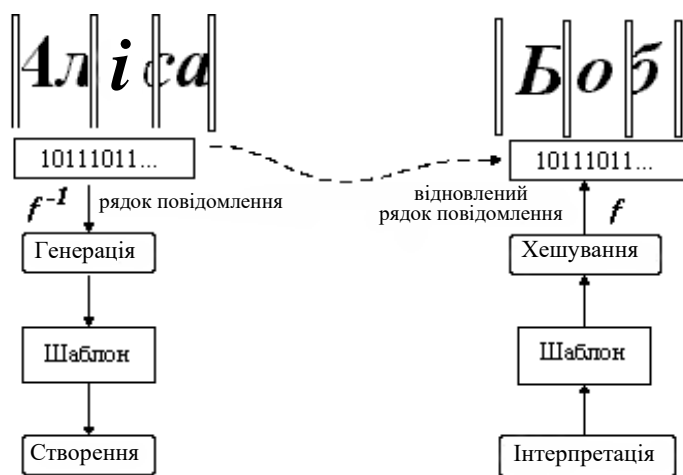 Аліса
Боб
10111011...
10111011...
f⁻¹
рядок повідомлення
відновлений
рядок повідомлення
f
Генерація
Хешування
Шаблон
Шаблон
Створення
Інтерпретація